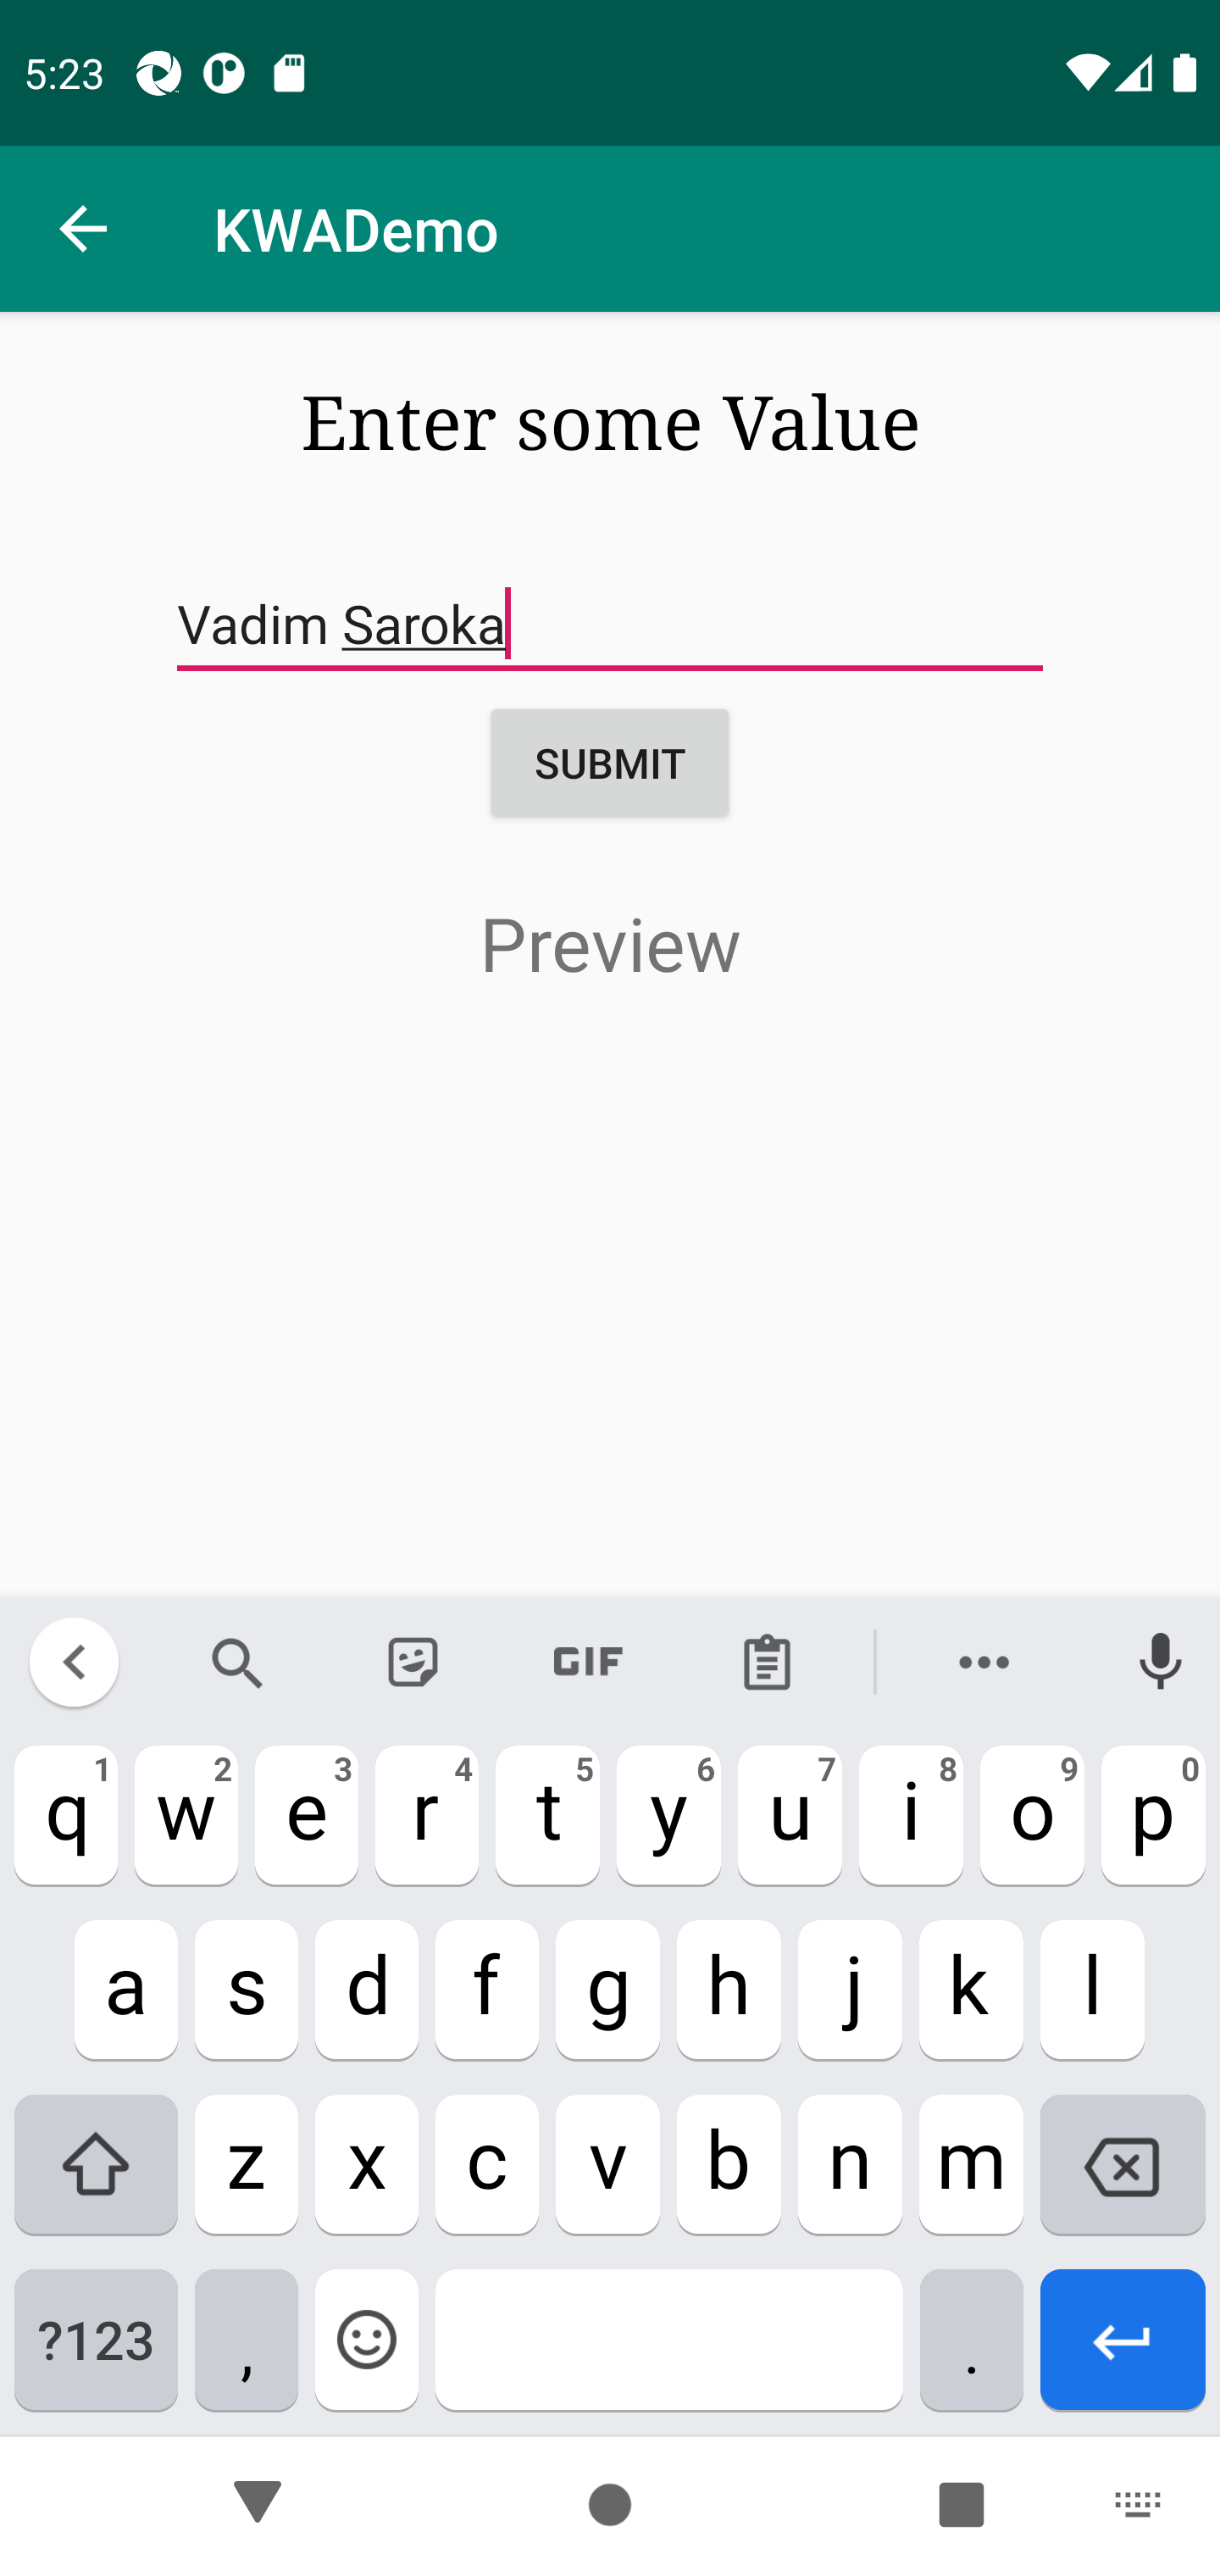 5:23
KWADemo
Enter some Value
Vadim Saroka
SUBMIT
Preview
GIF
q 1 w 2 e 3 r 4 t 5 y 6 u 7 i 8 o 9 p 0
a s d f g h j k l
z x c v b n m
?123 , .